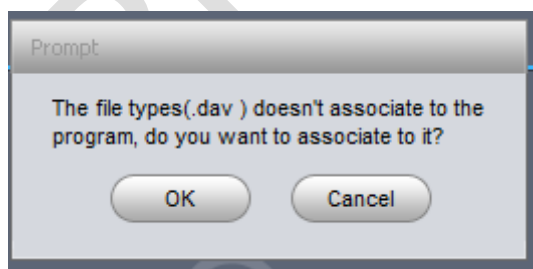 Prompt
The file types(.dav ) doesn't associate to the
program, do you want to associate to it?
OK Cancel